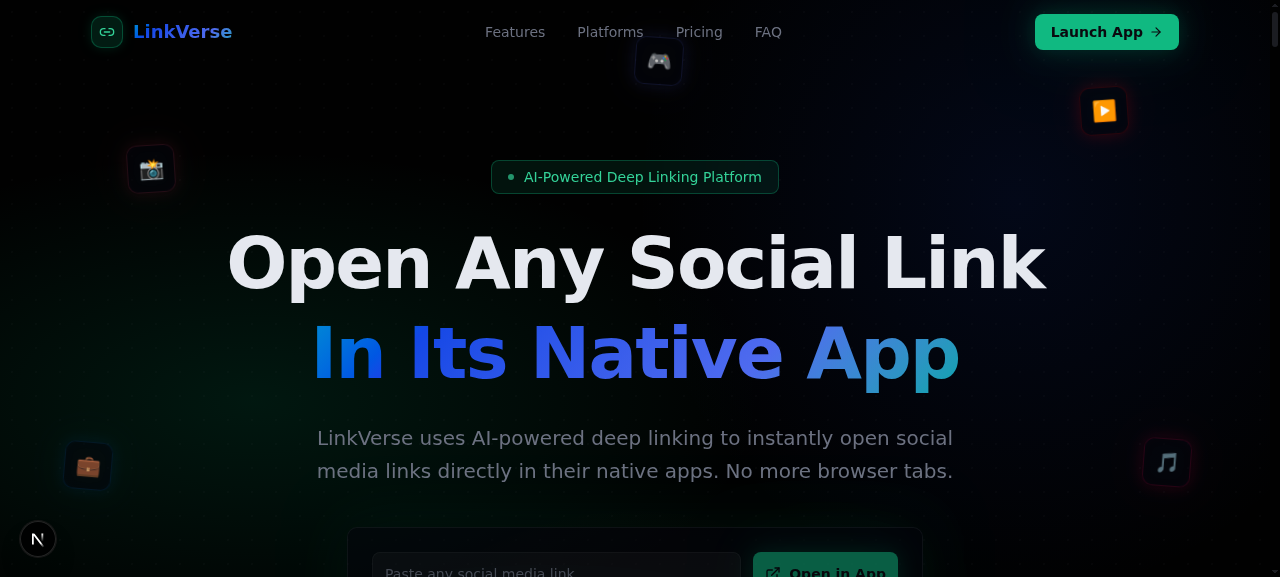 LinkVerse
Features
Platforms
Pricing
FAQ
Launch App
AI-Powered Deep Linking Platform
Open Any Social Link
In Its Native App
LinkVerse uses AI-powered deep linking to instantly open social
media links directly in their native apps. No more browser tabs.
Paste any social media link
Open in App
N